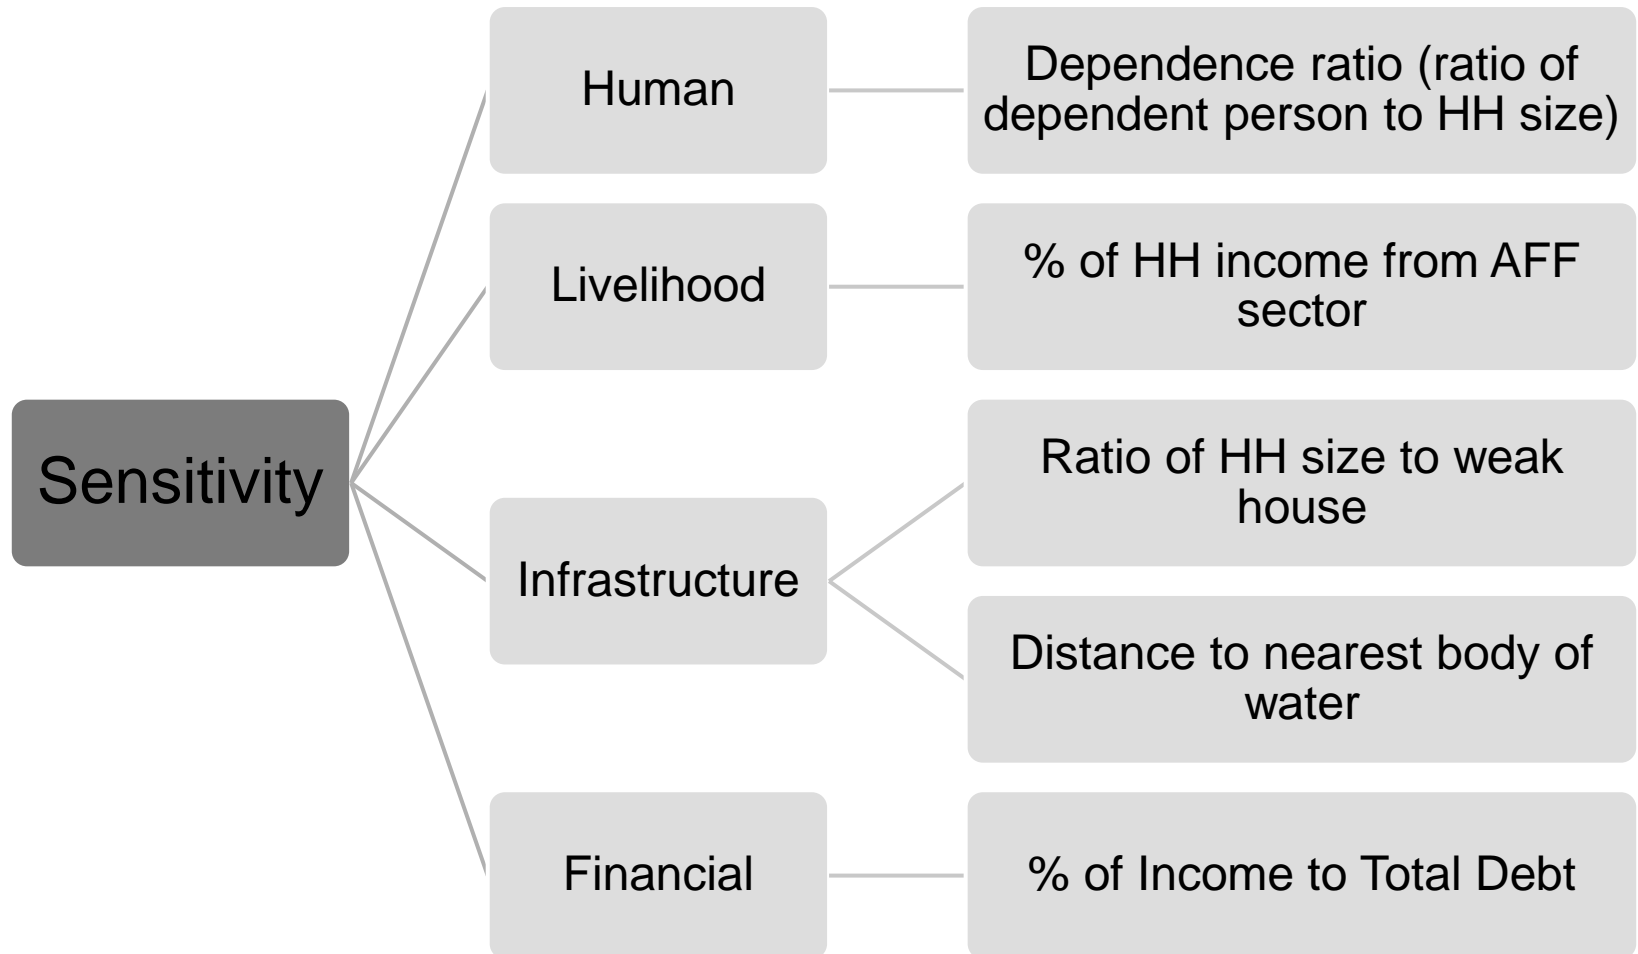 Sensitivity
Human
Dependence ratio (ratio of
dependent person to HH size)
Livelihood
% of HH income from AFF
sector
Infrastructure
Ratio of HH size to weak
house
Distance to nearest body of
water
Financial
% of Income to Total Debt